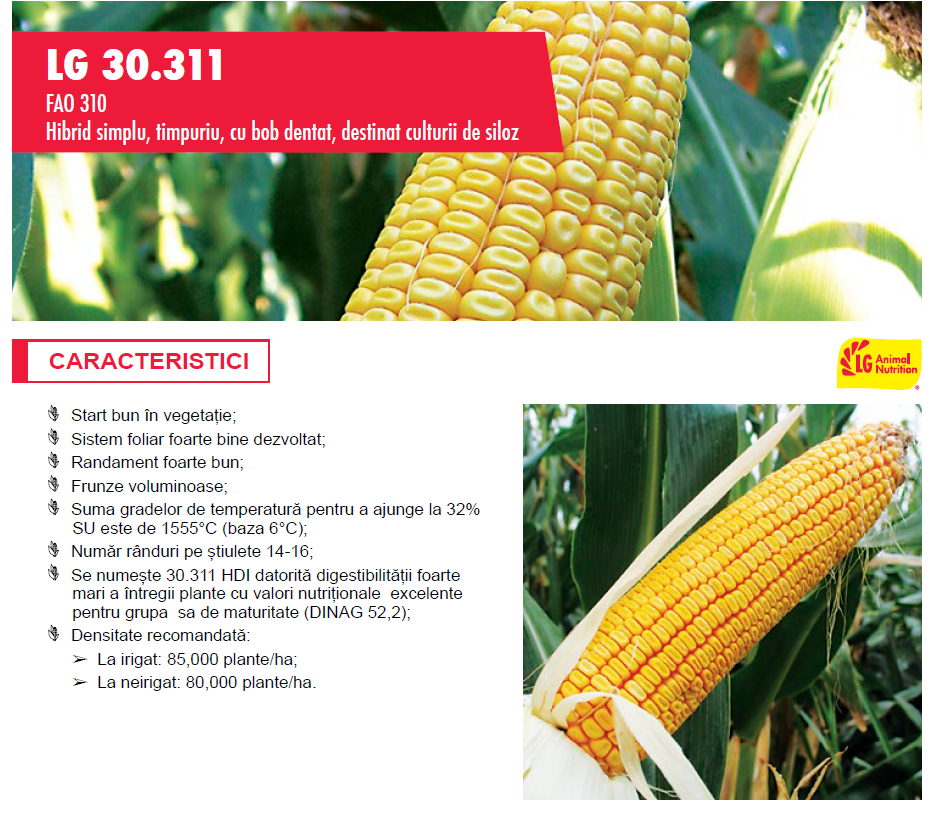 LG 30.311
FAO 310
Hibrid simplu, timpuriu, cu bob dentat, destinat culturii de siloz
CARACTERISTICI
LG Animal
Nutrition
Start bun în vegetație;
Sistem foliar foarte bine dezvoltat;
Randament foarte bun;
Frunze voluminoase;
Suma gradelor de temperatură pentru a ajunge la 32%
SU este de 1555°C (baza 6°C);
Număr rânduri pe știulete 14-16;
Se numește 30.311 HDI datorită digestibilității foarte
mari a întregii plante cu valori nutriționale excelente
pentru grupa sa de maturitate (DINAG 52,2);
Densitate recomandată:
➢ La irigat: 85,000 plante/ha;
➢ La neirigat: 80,000 plante/ha.